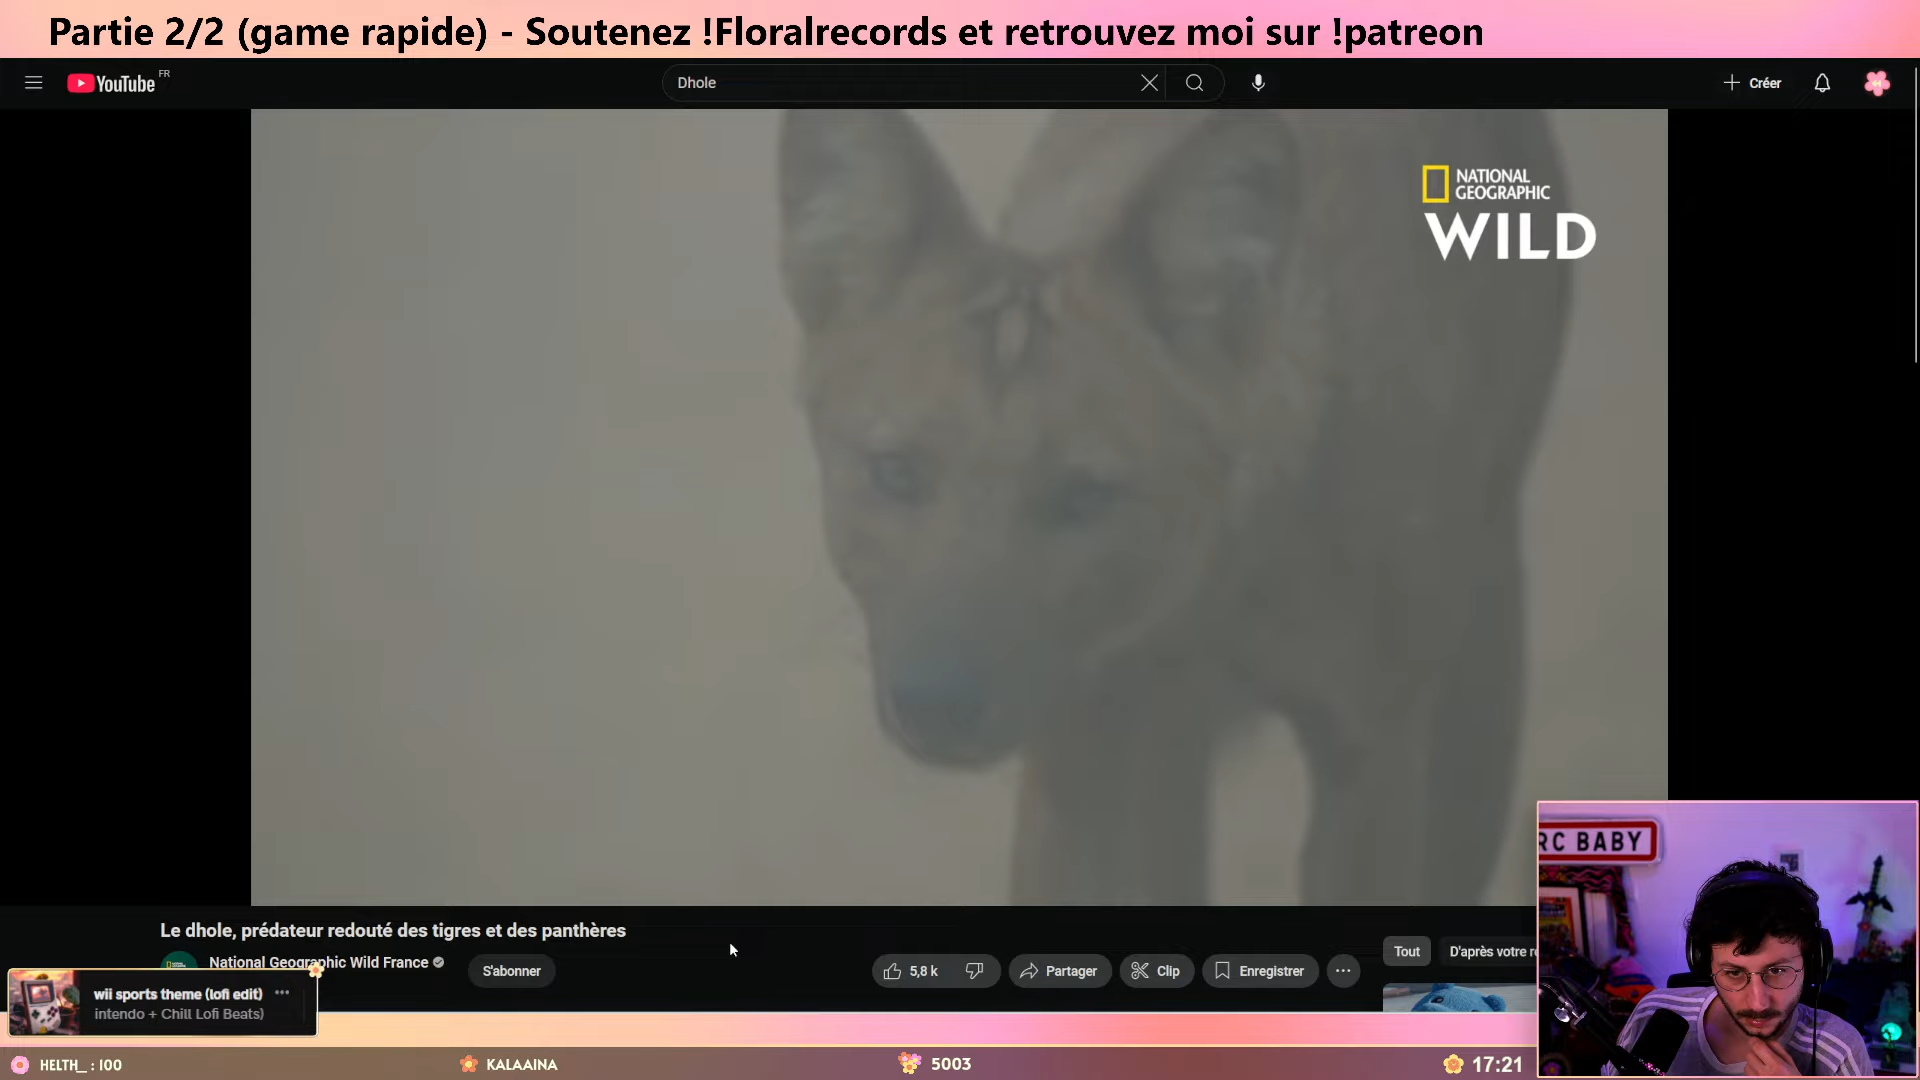 Partie 2/2 (game rapide) - Soutenez !Floralrecords et retrouvez moi sur !patreon
YouTube FR
Dhole
Créer
NATIONAL
GEOGRAPHIC
WILD
RC BABY
Le dhole, prédateur redouté des tigres et des panthères
National Geographic Wild France
S'abonner
5,8 k
Partager
Clip
Enregistrer
Tout
D'après votre r
wii sports theme (lofi edit)
intendo + Chill Lofi Beats)
HELTH_ : 100
KALAAINA
5003
17:21